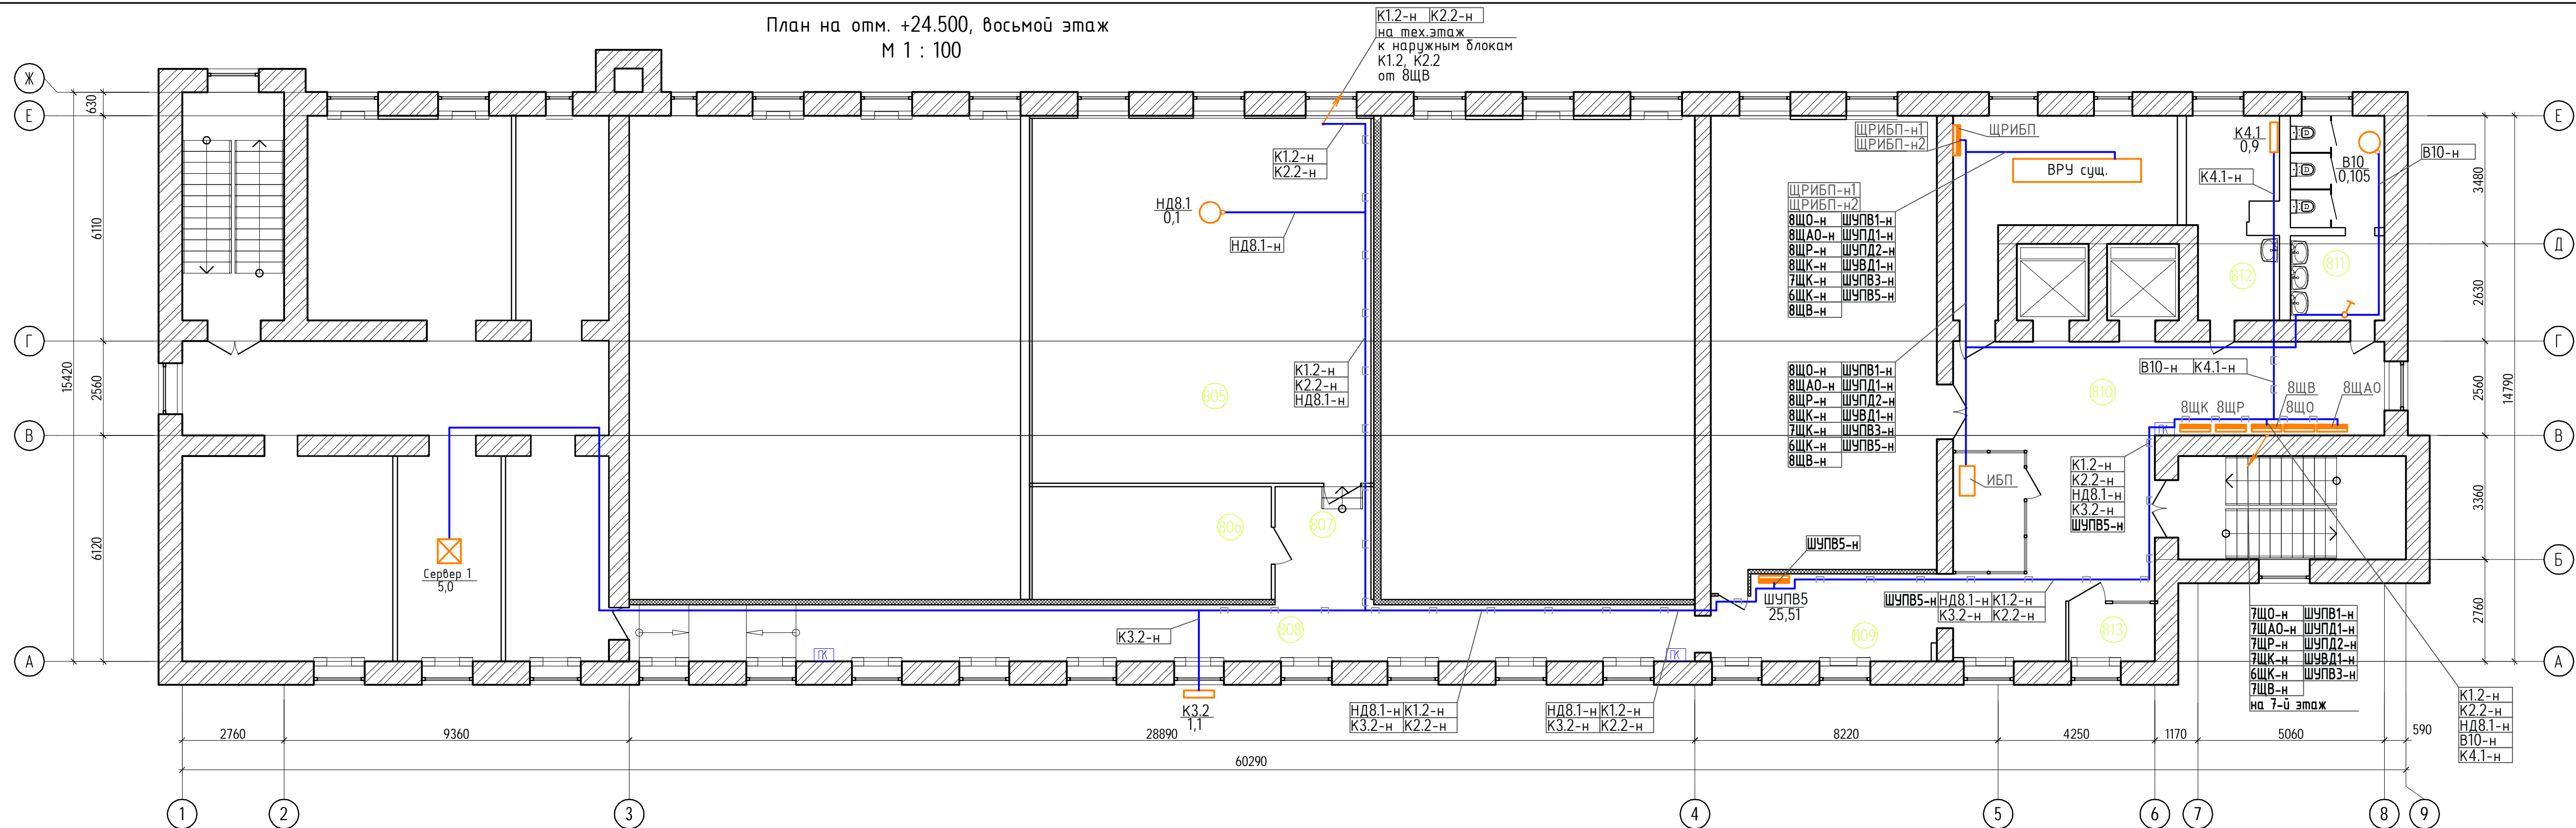 План на отм. +24.500, восьмой этаж
М 1 : 100
К1.2-н К2.2-н
на тех.этаж
к наружным блокам
К1.2, К2.2
от 8ЩВ
Ж
Е
Г
В
А
Е
Д
Г
В
Б
А
630
6110
2560
6120
15420
3480
2630
2560
3360
2760
14790
К1.2-н
К2.2-н
НД8.1
0,1
НД8.1-н
К1.2-н
К2.2-н
НД8.1-н
805
806
807
808
809
810
811
812
813
ЩРИБП-н1
ЩРИБП-н2
ЩРИБП
ВРУ сущ.
К4.1
0,9
К4.1-н
В10
0,105
В10-н
ЩРИБП-н1
ЩРИБП-н2
8ЩО-н ШУПВ1-н
8ЩАО-н ШУПД1-н
8ЩР-н ШУПД2-н
8ЩК-н ШУВД1-н
7ЩК-н ШУПВ3-н
6ЩК-н ШУПВ5-н
8ЩВ-н
8ЩО-н ШУПВ1-н
8ЩАО-н ШУПД1-н
8ЩР-н ШУПД2-н
8ЩК-н ШУВД1-н
7ЩК-н ШУПВ3-н
6ЩК-н ШУПВ5-н
8ЩВ-н
В10-н К4.1-н
8ЩВ 8ЩАО
8ЩК 8ЩР 8ЩО
ПК
К1.2-н
К2.2-н
НД8.1-н
К3.2-н
ШУПВ5-н
ИБП
Сервер 1
5,0
ШУПВ5-н
ШУПВ5
25,51
ШУПВ5-н НД8.1-н К1.2-н
К3.2-н К2.2-н
К3.2-н
ПК
ПК
К3.2
1,1
НД8.1-н К1.2-н
К3.2-н К2.2-н
НД8.1-н К1.2-н
К3.2-н К2.2-н
7ЩО-н ШУПВ1-н
7ЩАО-н ШУПД1-н
7ЩР-н ШУПД2-н
7ЩК-н ШУВД1-н
6ЩК-н ШУПВ3-н
7ЩВ-н
на 7-й этаж
К1.2-н
К2.2-н
НД8.1-н
В10-н
К4.1-н
2760 9360 28890 8220 4250 1170 5060 590
60290
1 2 3 4 5 6 7 8 9